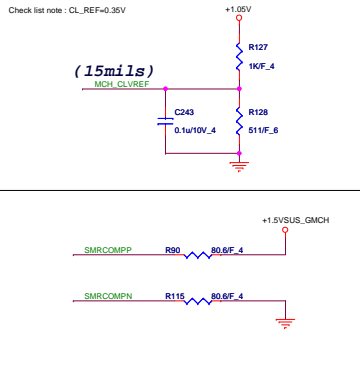 Check list note : CL_REF=0.35V
+1.05V
R127
1K/F_4
(15mils)
MCH_CLVREF
C243
0.1u/10V_4
R128
511/F_6
+1.5VSUS_GMCH
SMRCOMPP R90 80.6/F_4
SMRCOMPN R115 80.6/F_4